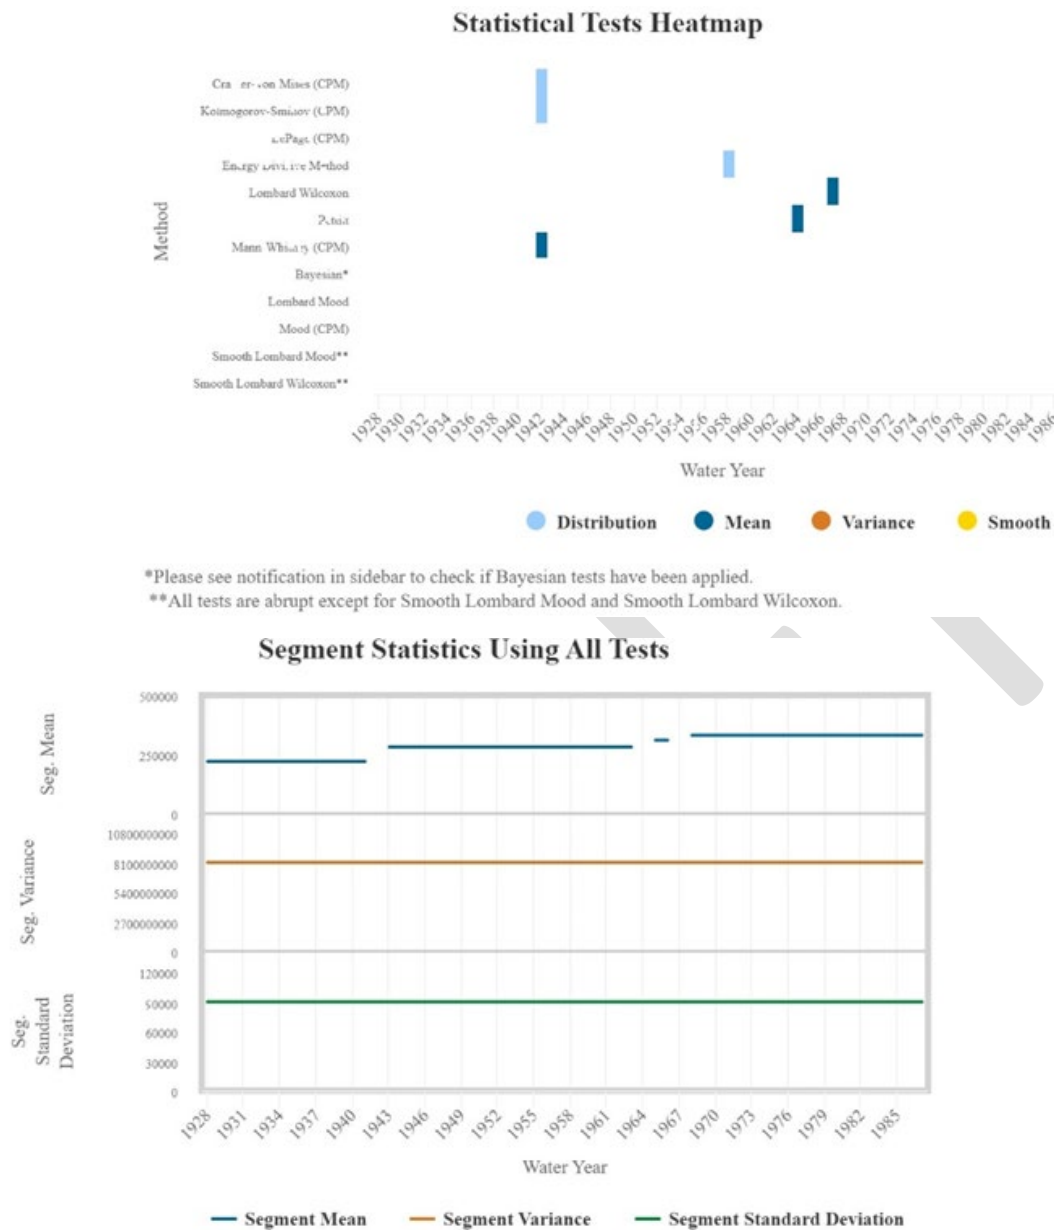 Statistical Tests Heatmap
Method
(CPM)
(CPM)
(CPM)
Energy Method
Lombard Wilcoxon
Mann (CPM)
Bayesian*
Lombard Mood
Mood (CPM)
Smooth Lombard Mood**
Smooth Lombard Wilcoxon**
1928 1930 1932 1934 1936 1938 1940 1942 1944 1946 1948 1950 1952 1954 1956 1958 1960 1962 1964 1966 1968 1970 1972 1974 1976 1978 1980 1982 1984 1986
Water Year
Distribution Mean Variance Smooth
*Please see notification in sidebar to check if Bayesian tests have been applied.
**All tests are abrupt except for Smooth Lombard Mood and Smooth Lombard Wilcoxon.
Segment Statistics Using All Tests
Seg. Mean
500000
250000
0
Seg. Variance
10800000000
8100000000
5400000000
2700000000
0
Seg.
Standard
Deviation
120000
90000
60000
30000
0
1928 1931 1934 1937 1940 1943 1946 1949 1952 1955 1958 1961 1964 1967 1970 1973 1976 1979 1982 1985
Water Year
Segment Mean Segment Variance Segment Standard Deviation